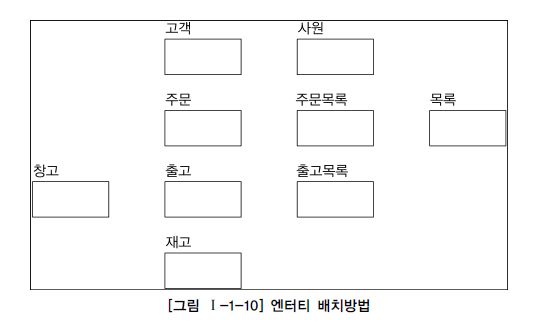 고객 사원
주문 주문목록 목록
창고 출고 출고목록
재고
[그림 Ⅰ-1-10] 엔터티 배치방법